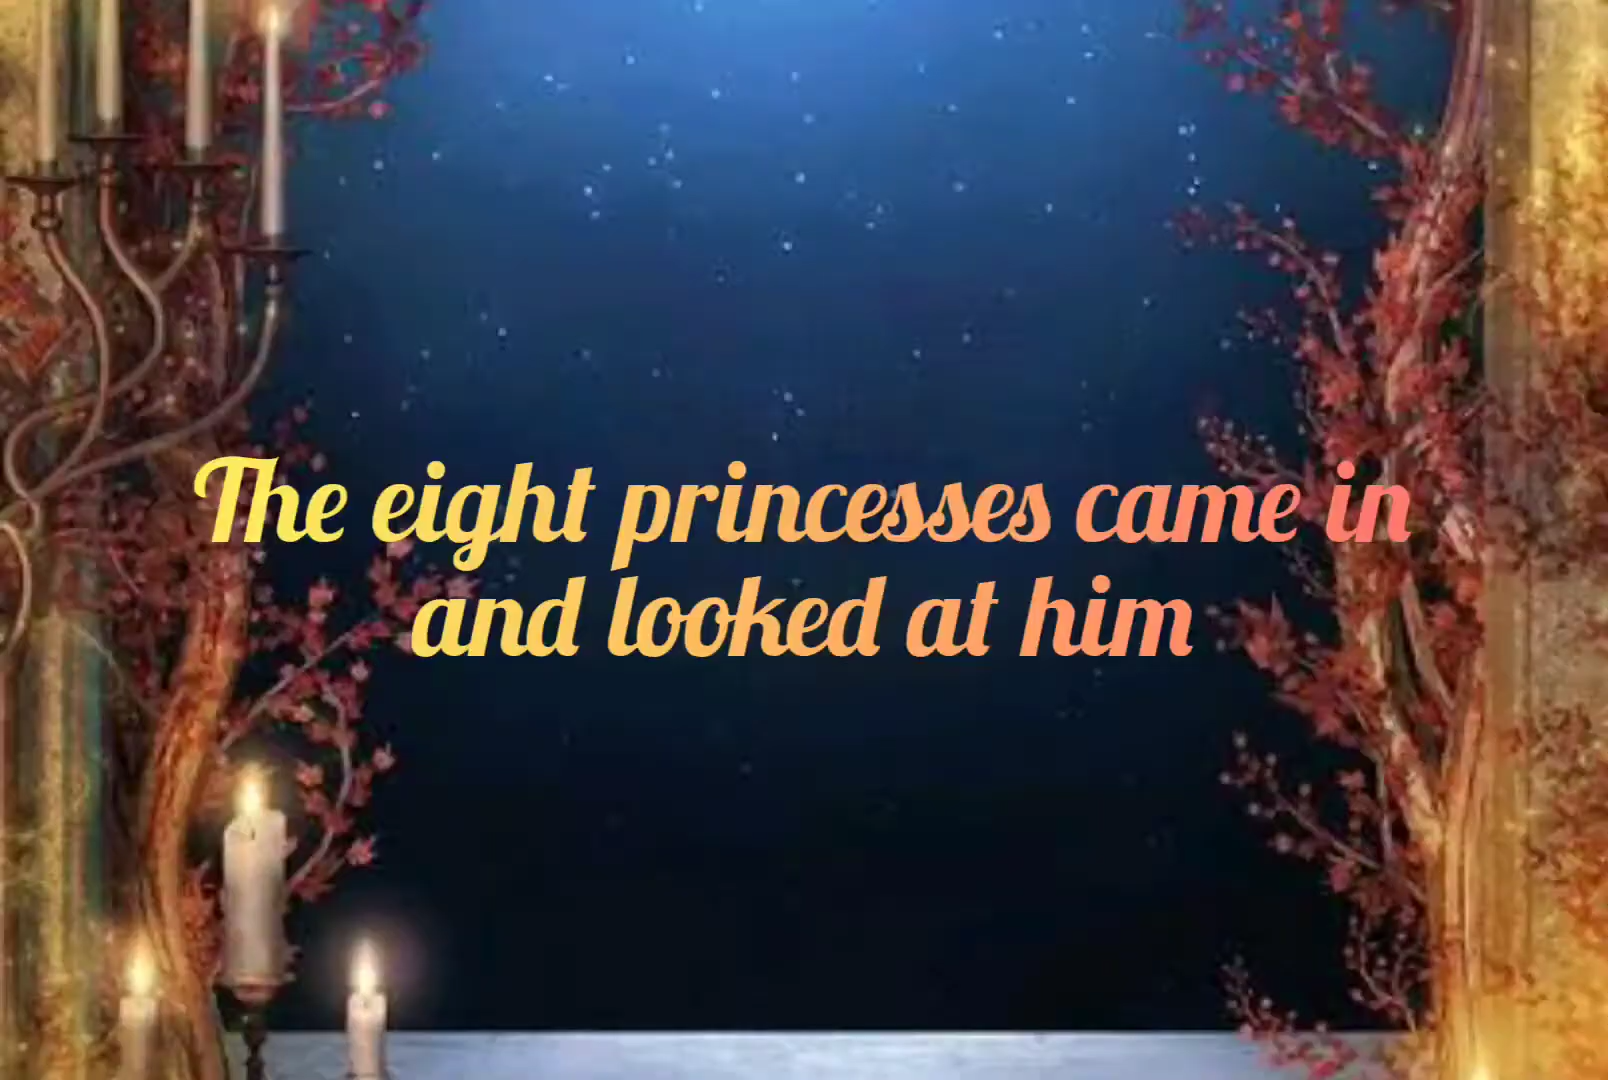 The eight princesses came in
and looked at him